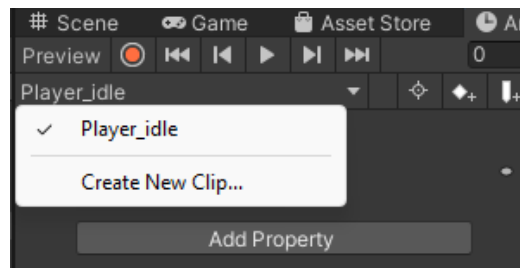 Scene Game Asset Store
Preview 0
Player_idle
Player_idle
Create New Clip...
Add Property